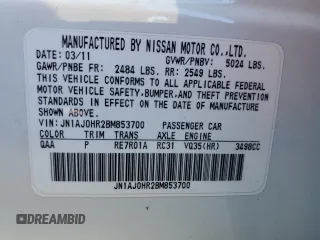 MANUFACTURED BY NISSAN MOTOR CO.,LTD.
DATE: 03/11 GVWR/PNBV: 5024 LBS.
GAWR/PNBE FR: 2484 LBS. RR: 2549 LBS.
THIS VEHICLE CONFORMS TO ALL APPLICABLE FEDERAL
MOTOR VEHICLE SAFETY,BUMPER,AND THEFT PREVENTION
STANDARDS IN EFFECT ON THE DATE OF MANUFACTURE
SHOWN ABOVE.
VIN: JN1AJ0HR2BM853700 PASSENGER CAR
COLOR TRIM TRANS: AXLE ENGINE
QAA P RE7R01A RC31 VQ35(HR) 3498CC
JN1AJ0HR2BM853700
DREAMBID